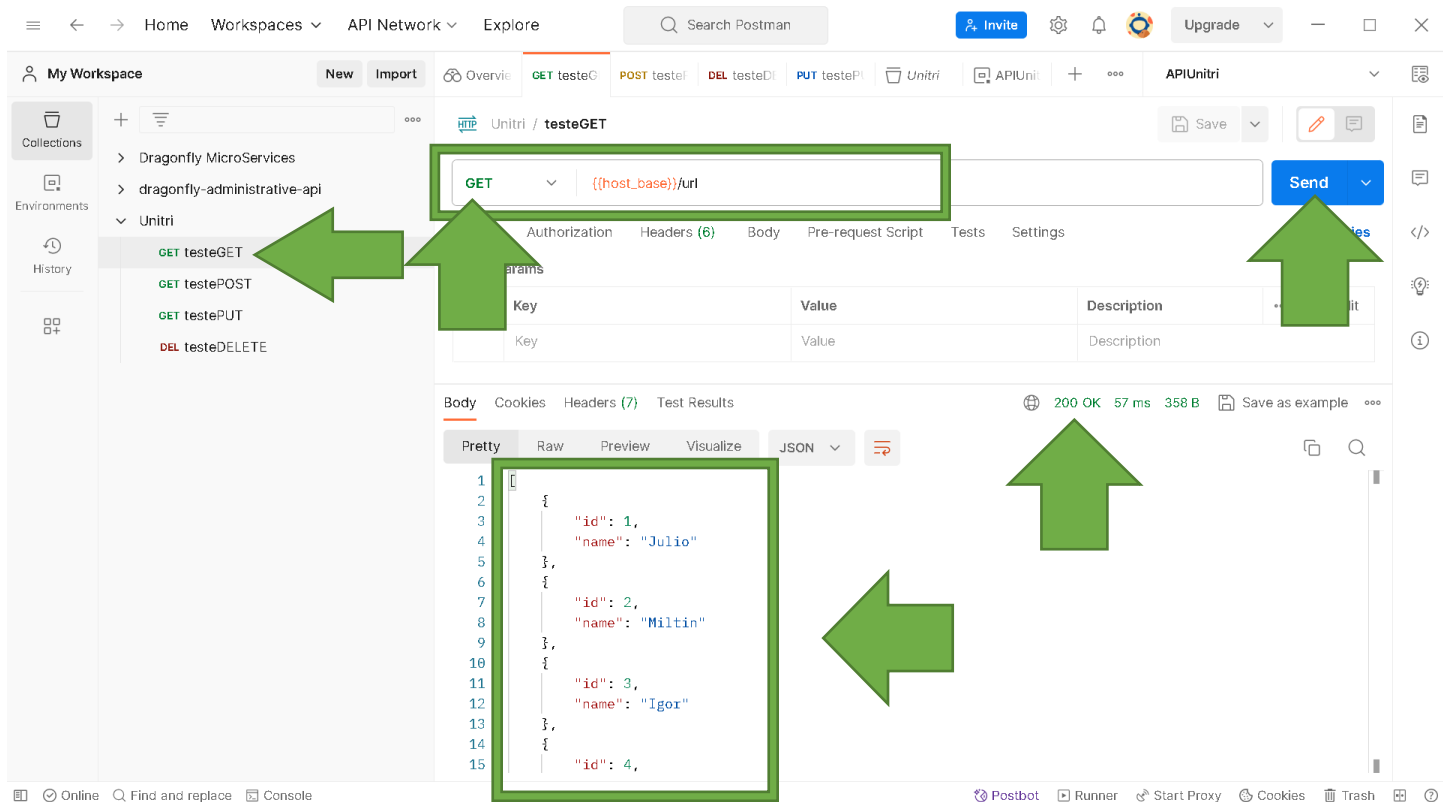 Home Workspaces API Network Explore Search Postman Invite Upgrade
My Workspace New Import Overvie GET testeG POST testeF DEL testeDE PUT testePU Unitri APIUnit APIUnitri
Collections
Environments
History
Dragonfly MicroServices
dragonfly-administrative-api
Unitri
GET testeGET
GET testePOST
GET testePUT
DEL testeDELETE
HTTP Unitri / testeGET Save
GET {{host_base}}/url Send
Authorization Headers (6) Body Pre-request Script Tests Settings
Key Value Description
Key Value Description
Body Cookies Headers (7) Test Results 200 OK 57 ms 358 B Save as example
Pretty Raw Preview Visualize JSON
1 [
2 {
3 "id": 1,
4 "name": "Julio"
5 },
6 {
7 "id": 2,
8 "name": "Miltin"
9 },
10 {
11 "id": 3,
12 "name": "Igor"
13 },
14 {
15 "id": 4,
Online Find and replace Console Postbot Runner Start Proxy Cookies Trash